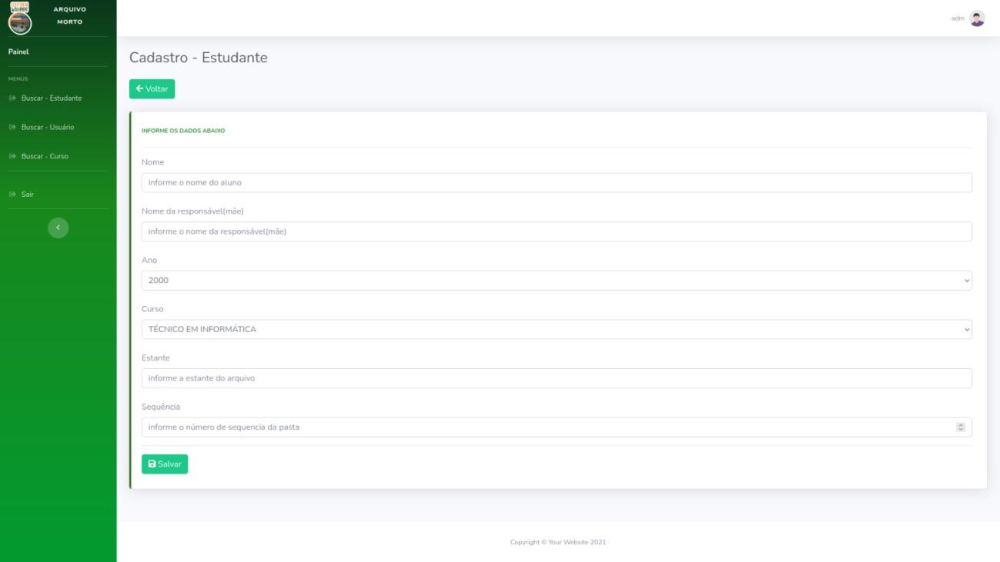 ARQUIVO
MORTO
adm
Painel
MENUS
Buscar - Estudante
Buscar - Usuário
Buscar - Curso
Sair
Cadastro - Estudante
Voltar
INFORME OS DADOS ABAIXO
Nome
informe o nome do aluno
Nome da responsável(mãe)
informe o nome da responsável(mãe)
Ano
2000
Curso
TÉCNICO EM INFORMÁTICA
Estante
informe a estante do arquivo
Sequência
informe o número de sequencia da pasta
Salvar
Copyright © Your Website 2021